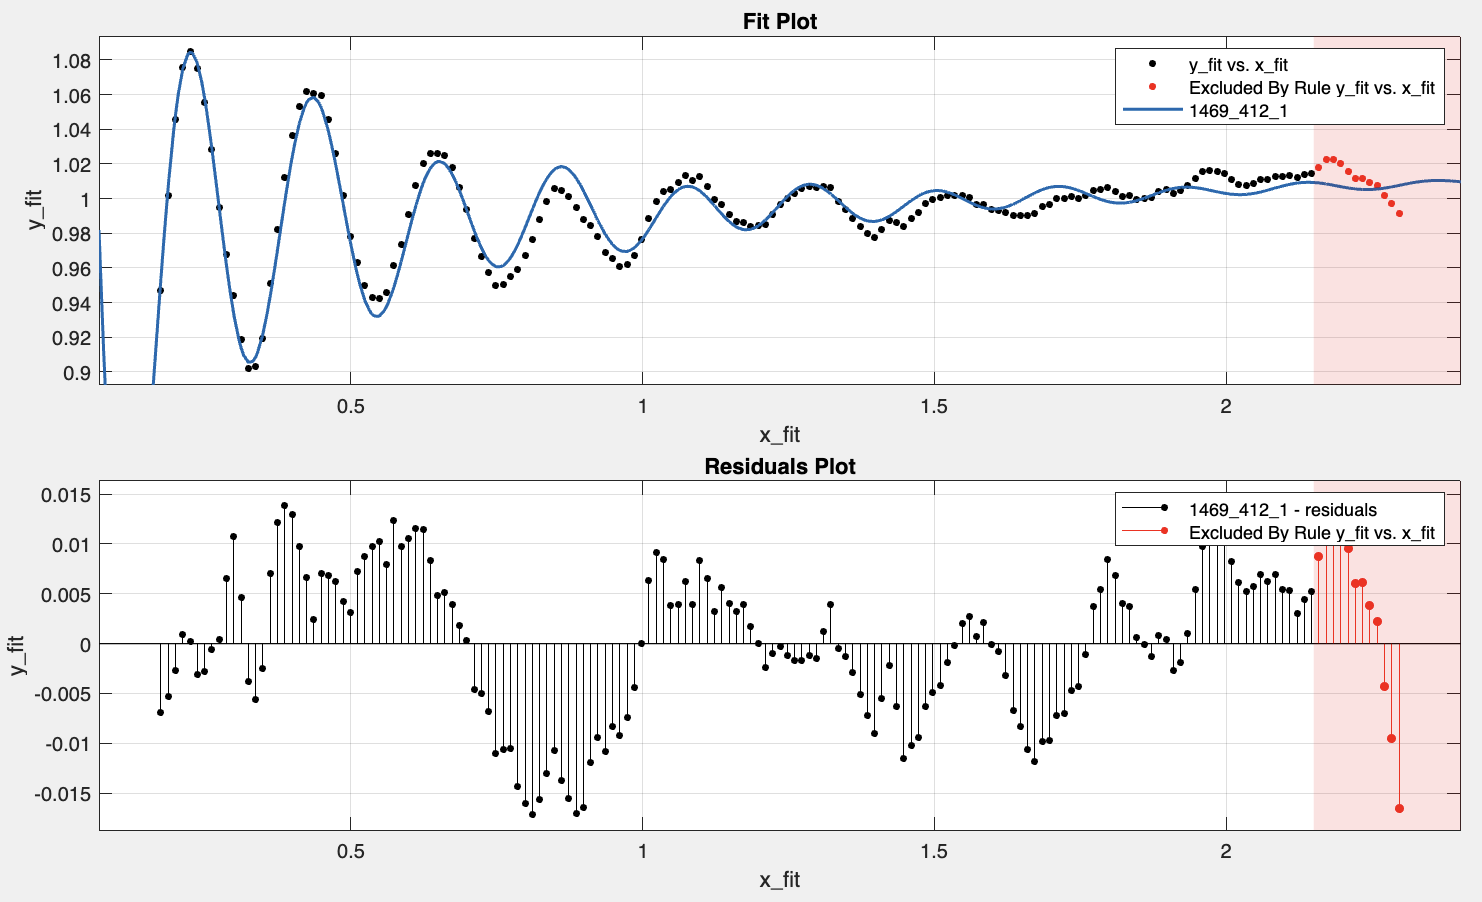 Fit Plot
1.08
1.06
1.04
1.02
1
0.98
0.96
0.94
0.92
0.9
y_fit
y_fit vs. x_fit
Excluded By Rule y_fit vs. x_fit
1469_412_1
0.5
1
1.5
2
x_fit
Residuals Plot
0.015
0.01
0.005
0
-0.005
-0.01
-0.015
y_fit
1469_412_1 - residuals
Excluded By Rule y_fit vs. x_fit
0.5
1
1.5
2
x_fit